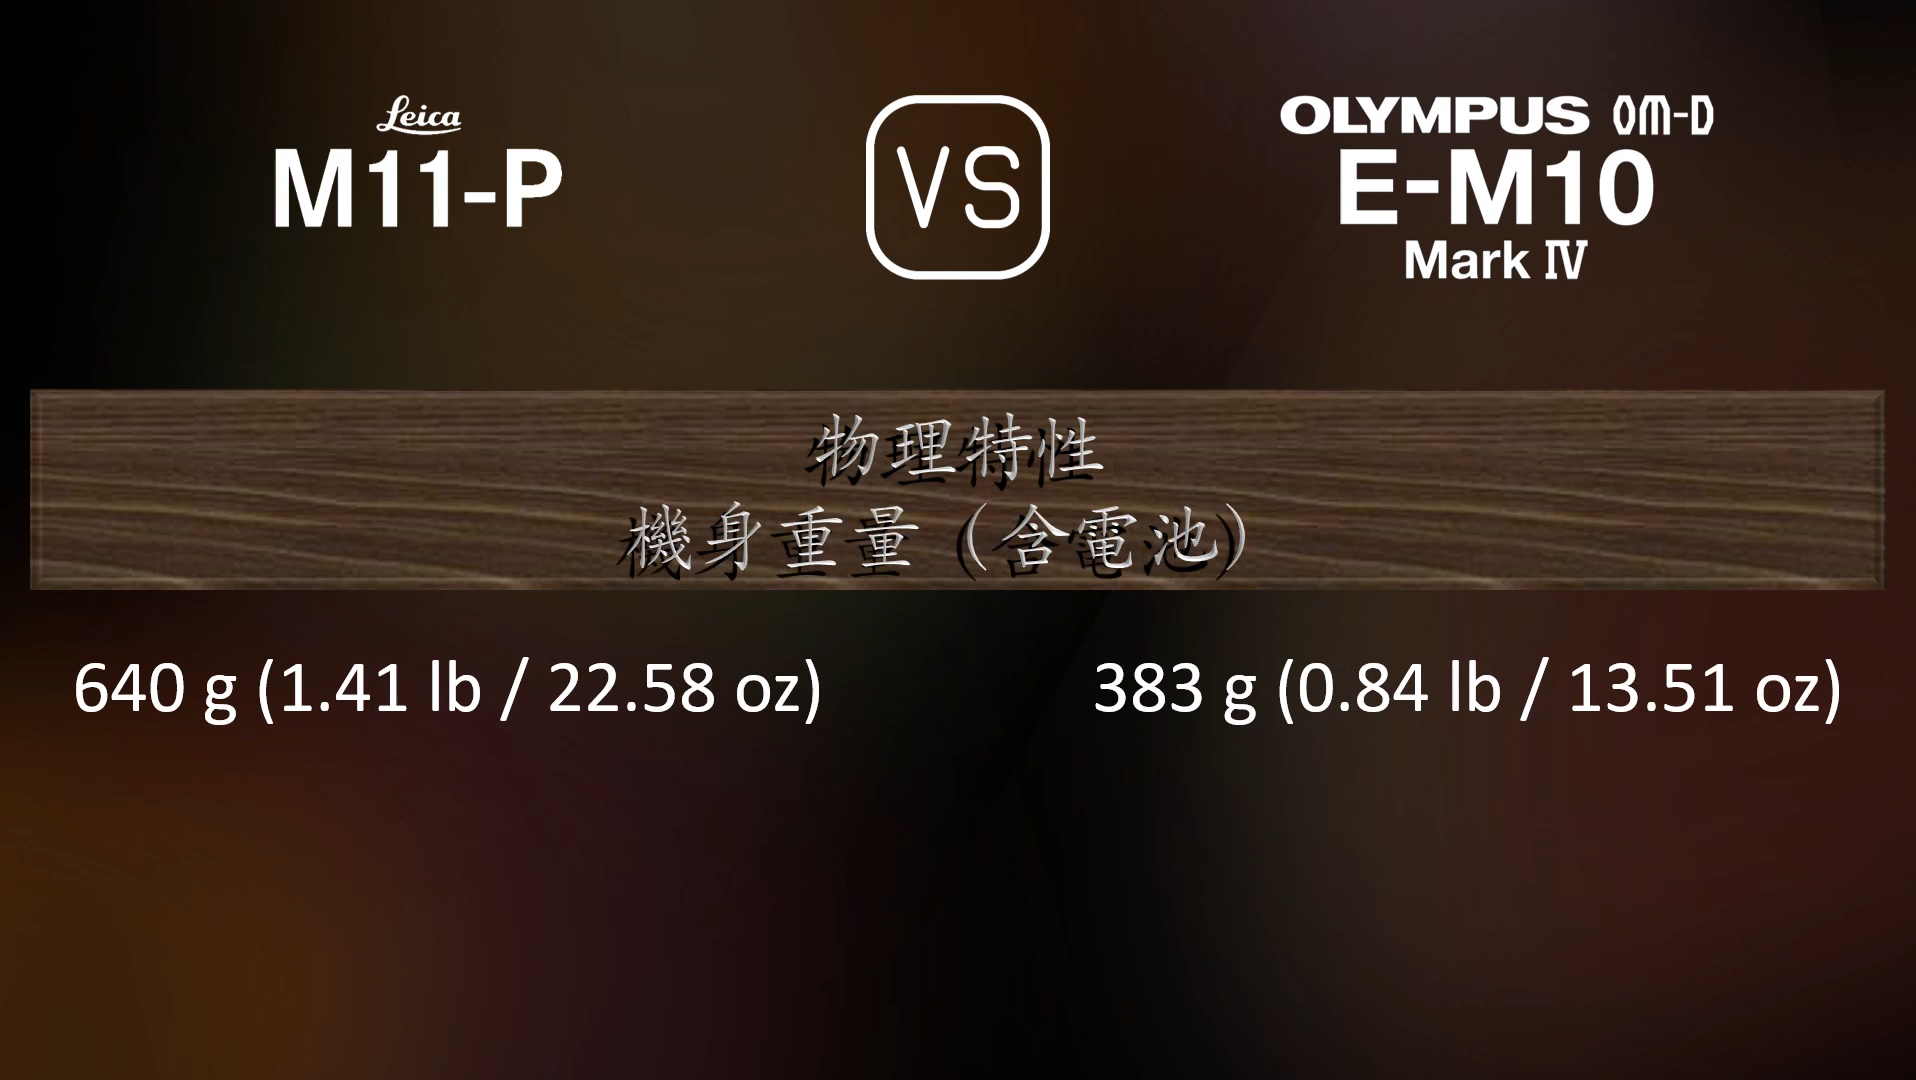 Leica
M11-P
VS
OLYMPUS OM-D
E-M10
Mark IV
物理特性
機身重量（含電池）
640 g (1.41 lb / 22.58 oz)
383 g (0.84 lb / 13.51 oz)